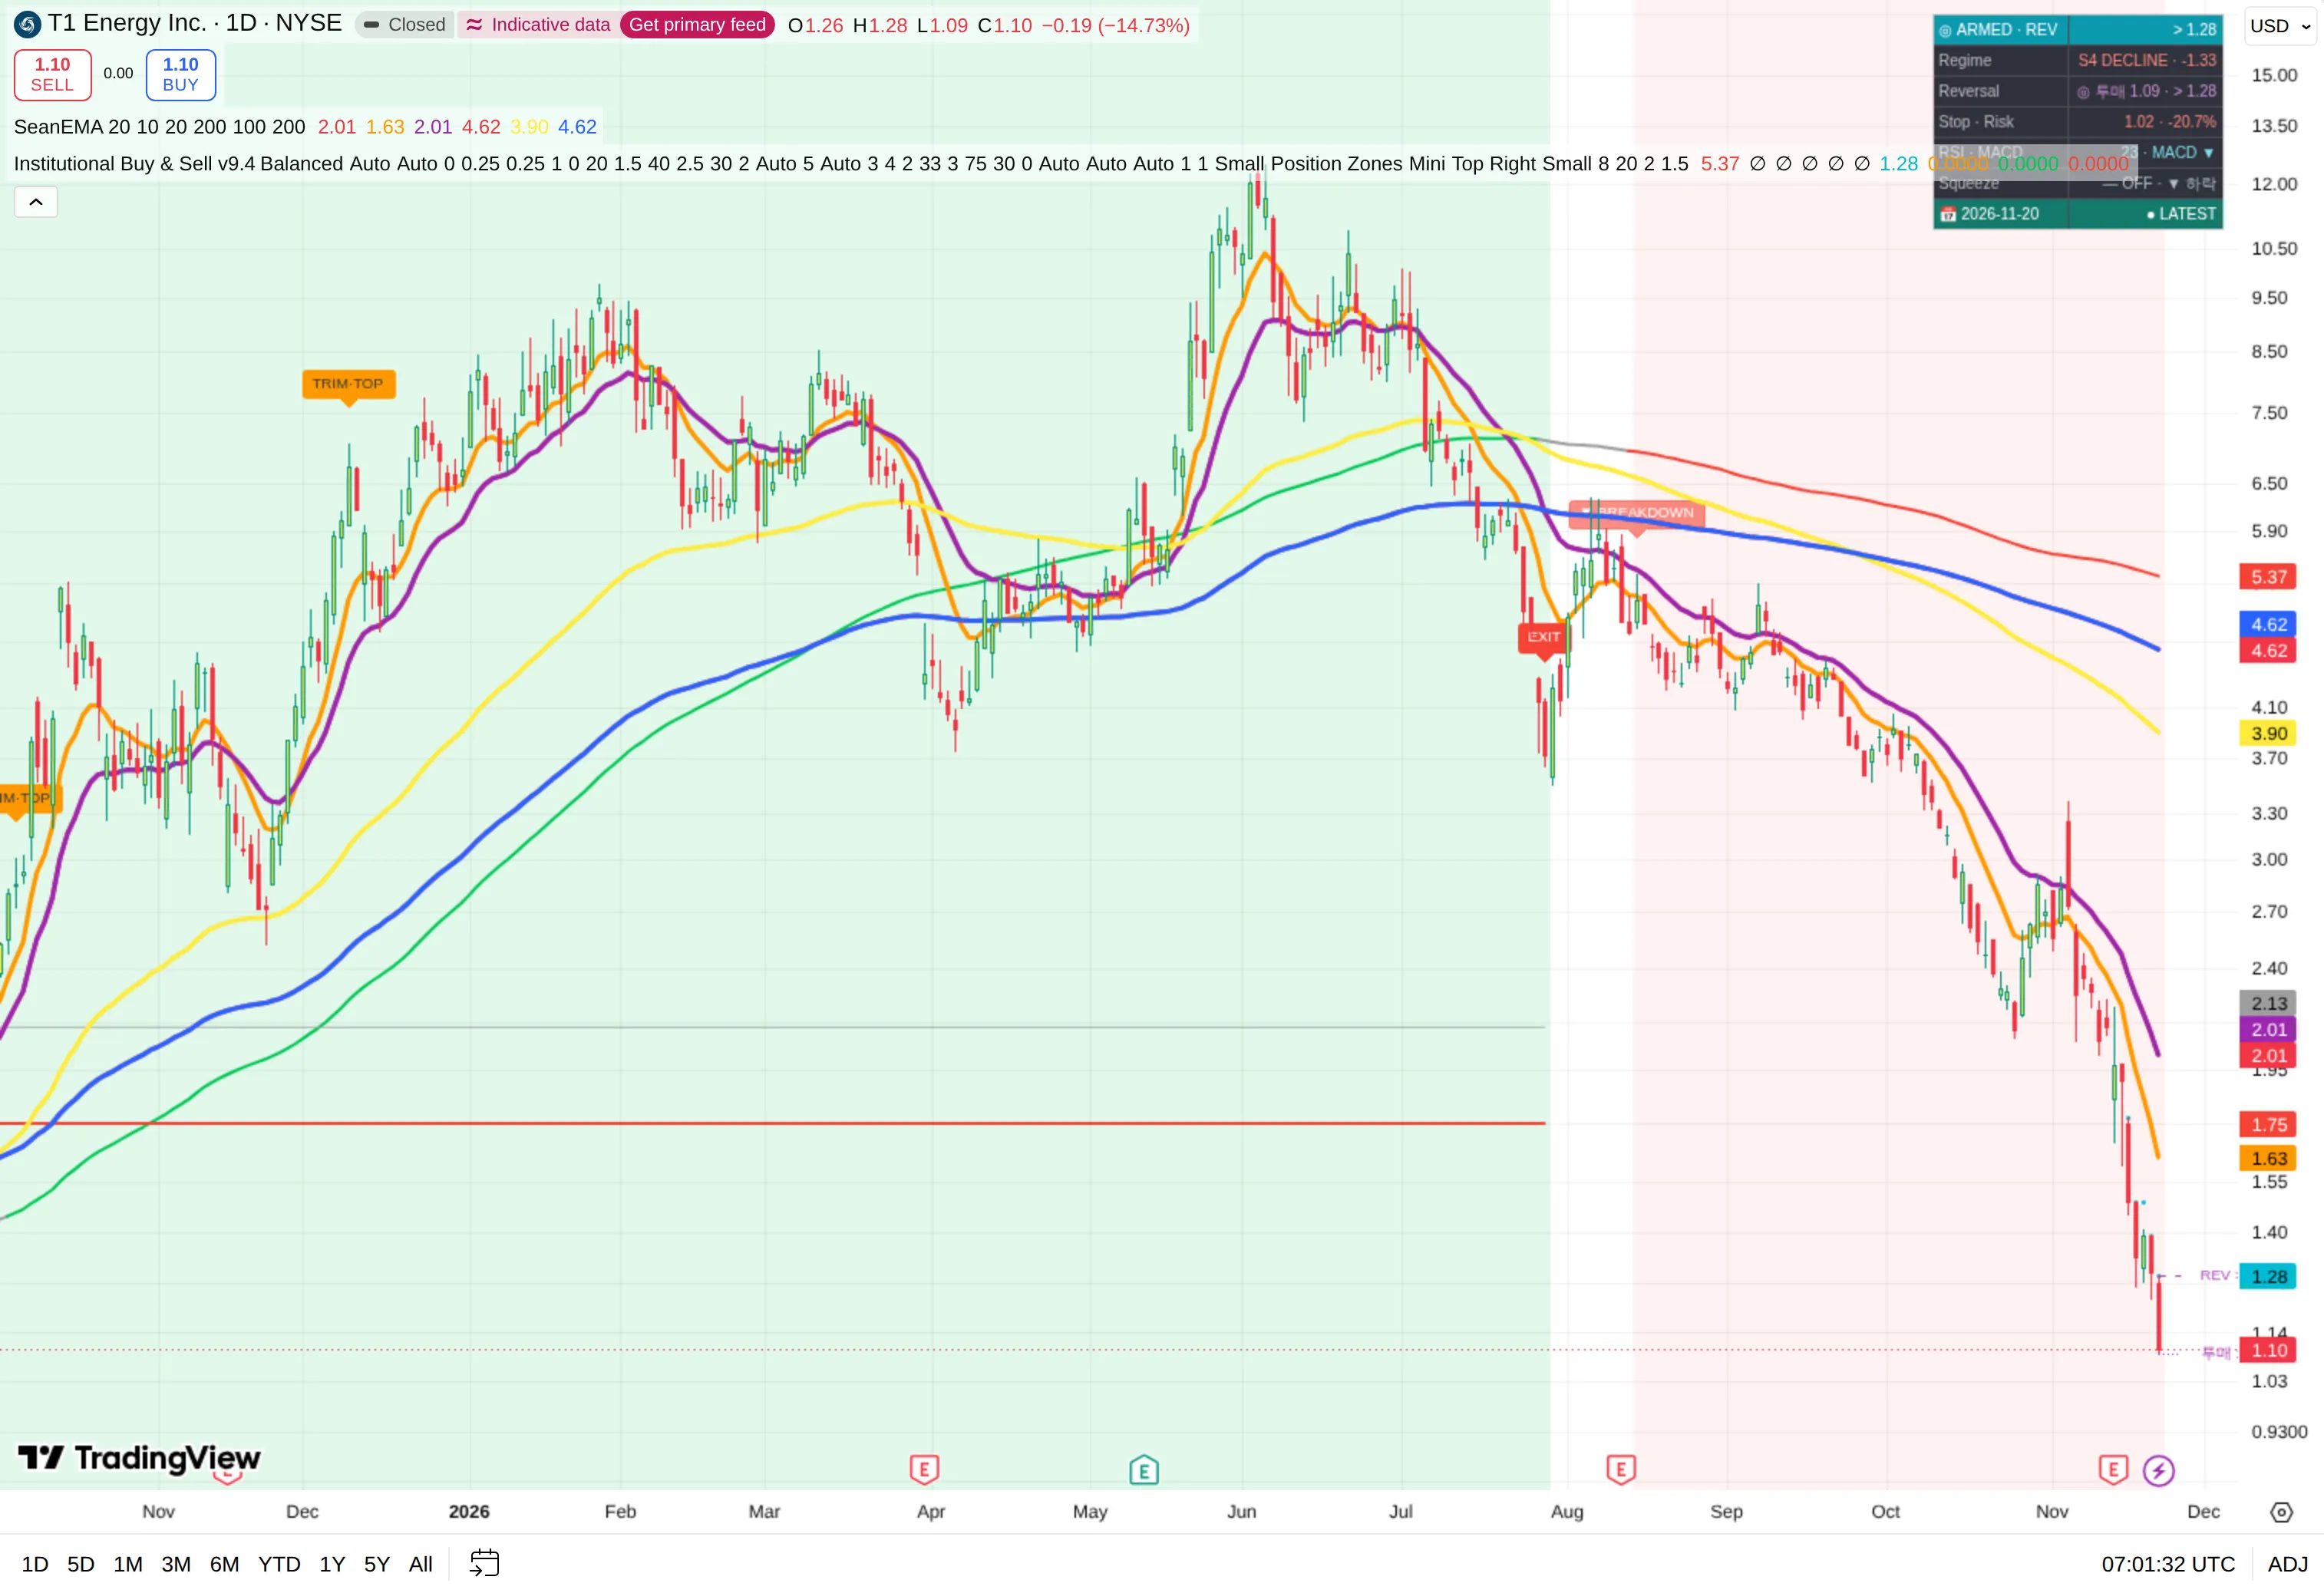 T1 Energy Inc. · 1D · NYSE Closed Indicative data Get primary feed O1.26 H1.28 L1.09 C1.10 −0.19 (−14.73%)
1.10 SELL 0.00 1.10 BUY
SeanEMA 20 10 20 200 100 200 2.01 1.63 2.01 4.62 3.90 4.62
Institutional Buy & Sell v9.4 Balanced Auto Auto 0 0.25 0.25 1 0 20 1.5 40 2.5 30 2 Auto 5 Auto 3 4 2 33 3 75 30 0 Auto Auto Auto 1 1 Small Position Zones Mini Top Right Small 8 20 2 1.5 5.37 ∅ ∅ ∅ ∅ ∅ 1.28 0.0000 0.0000 0.0000
◎ ARMED · REV > 1.28
Regime S4 DECLINE · -1.33
Reversal ◎ 투매 1.09 · > 1.28
Stop · Risk 1.02 · -20.7%
RSI · MACD 23 · MACD ▼
Squeeze — OFF · ▼ 하락
2026-11-20 ● LATEST
USD
15.00
13.50
12.00
10.50
9.50
8.50
7.50
6.50
5.90
5.37
4.62
4.62
4.10
3.90
3.70
3.30
3.00
2.70
2.40
2.13
2.01
2.01
1.95
1.75
1.63
1.55
1.40
REV : 1.28
1.14
투매 : 1.10
1.03
0.9300
TRIM·TOP
IM·TOP
EXIT
BREAKDOWN
TradingView
E
E
E
E
E
Nov Dec 2026 Feb Mar Apr May Jun Jul Aug Sep Oct Nov Dec
1D 5D 1M 3M 6M YTD 1Y 5Y All 07:01:32 UTC ADJ